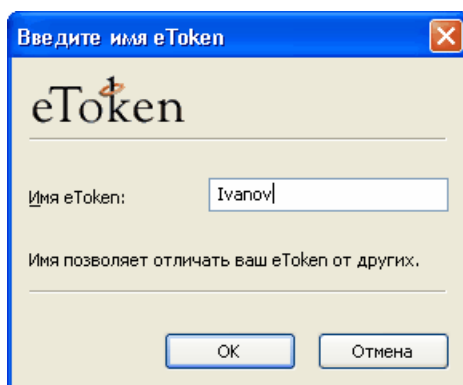 Введите имя eToken
eToken
Имя eToken:
Ivanov
Имя позволяет отличать ваш eToken от других.
OK
Отмена